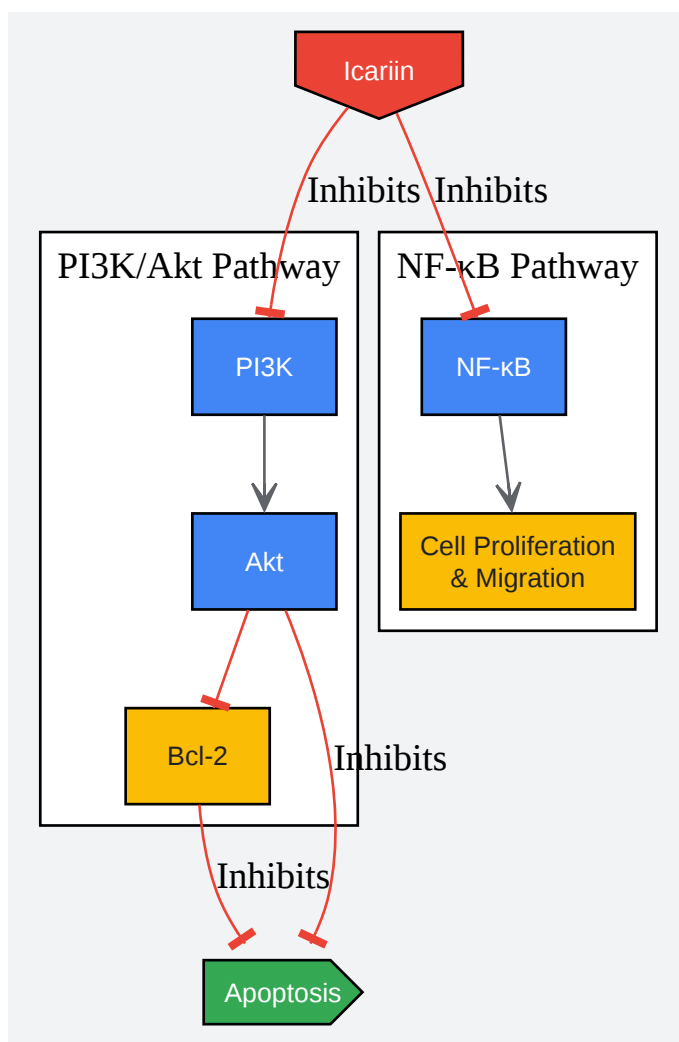 Icariin
Inhibits
Inhibits
PI3K/Akt Pathway
NF-κB Pathway
PI3K
NF-κB
Akt
Cell Proliferation
& Migration
Bcl-2
Inhibits
Inhibits
Apoptosis